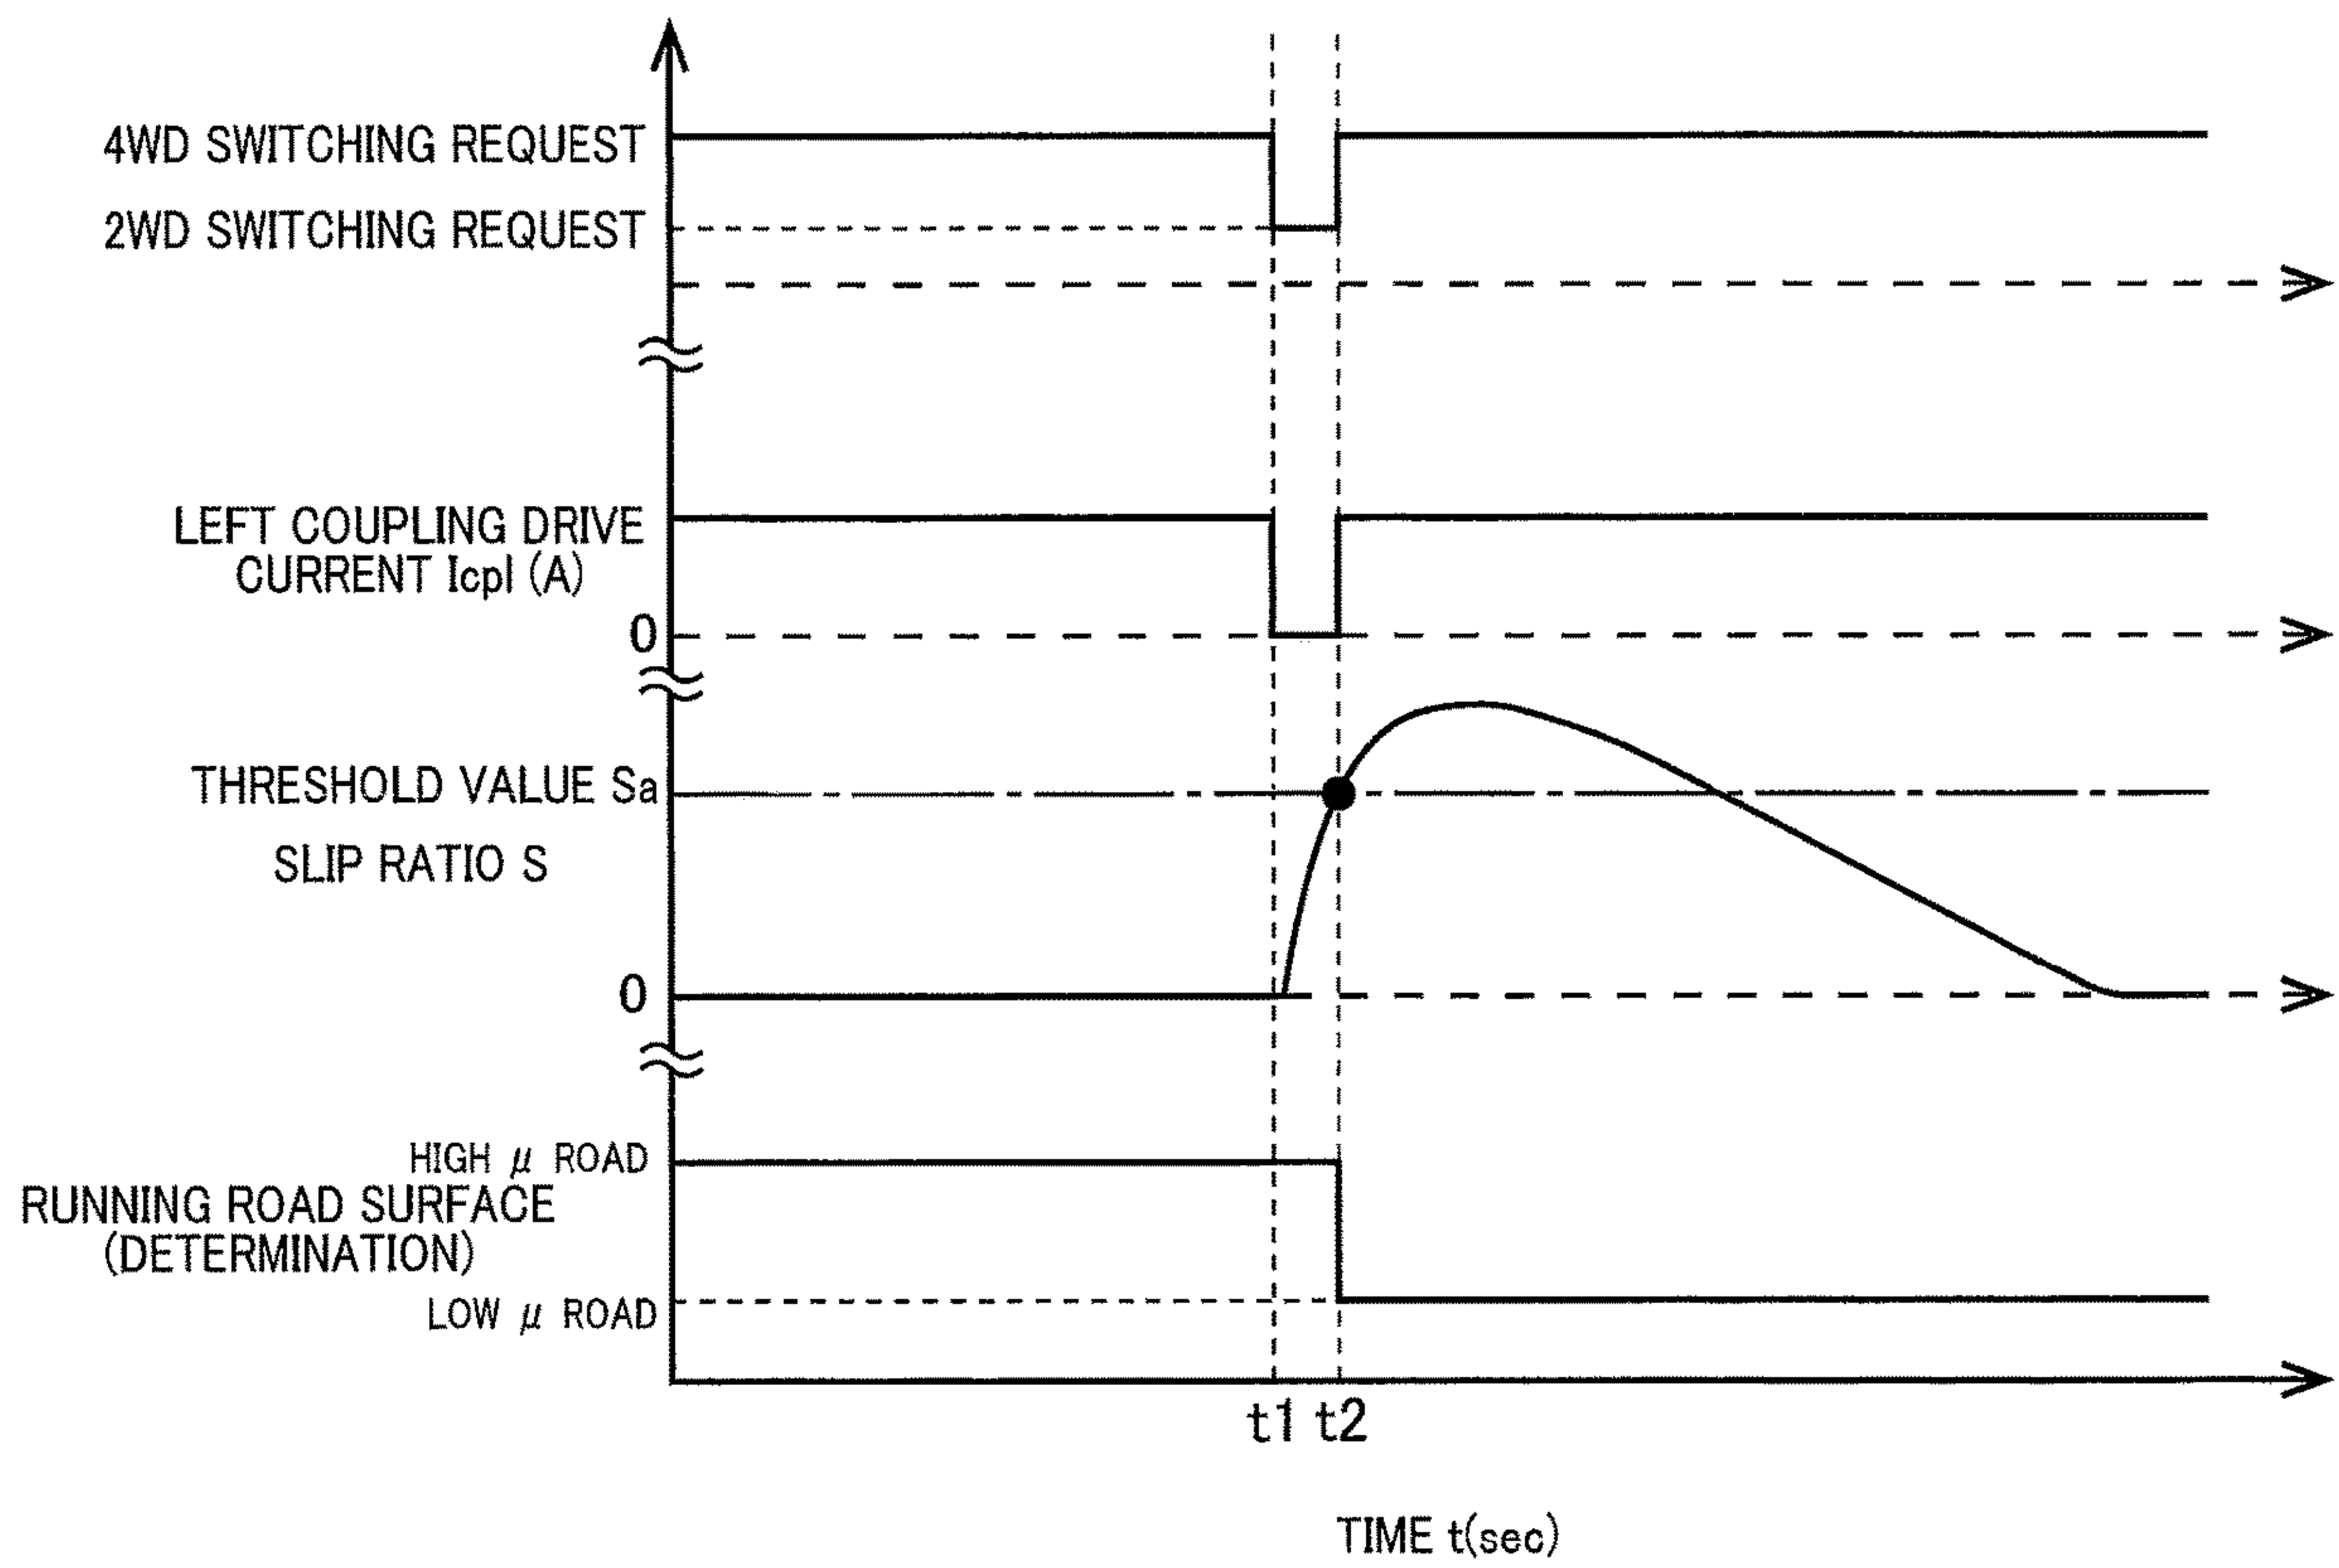 4WD SWITCHING REQUEST
2WD SWITCHING REQUEST
LEFT COUPLING DRIVE
CURRENT Icpl (A)
0
THRESHOLD VALUE Sa
SLIP RATIO S
0
HIGH μ ROAD
RUNNING ROAD SURFACE
(DETERMINATION)
LOW μ ROAD
t1 t2
TIME t(sec)